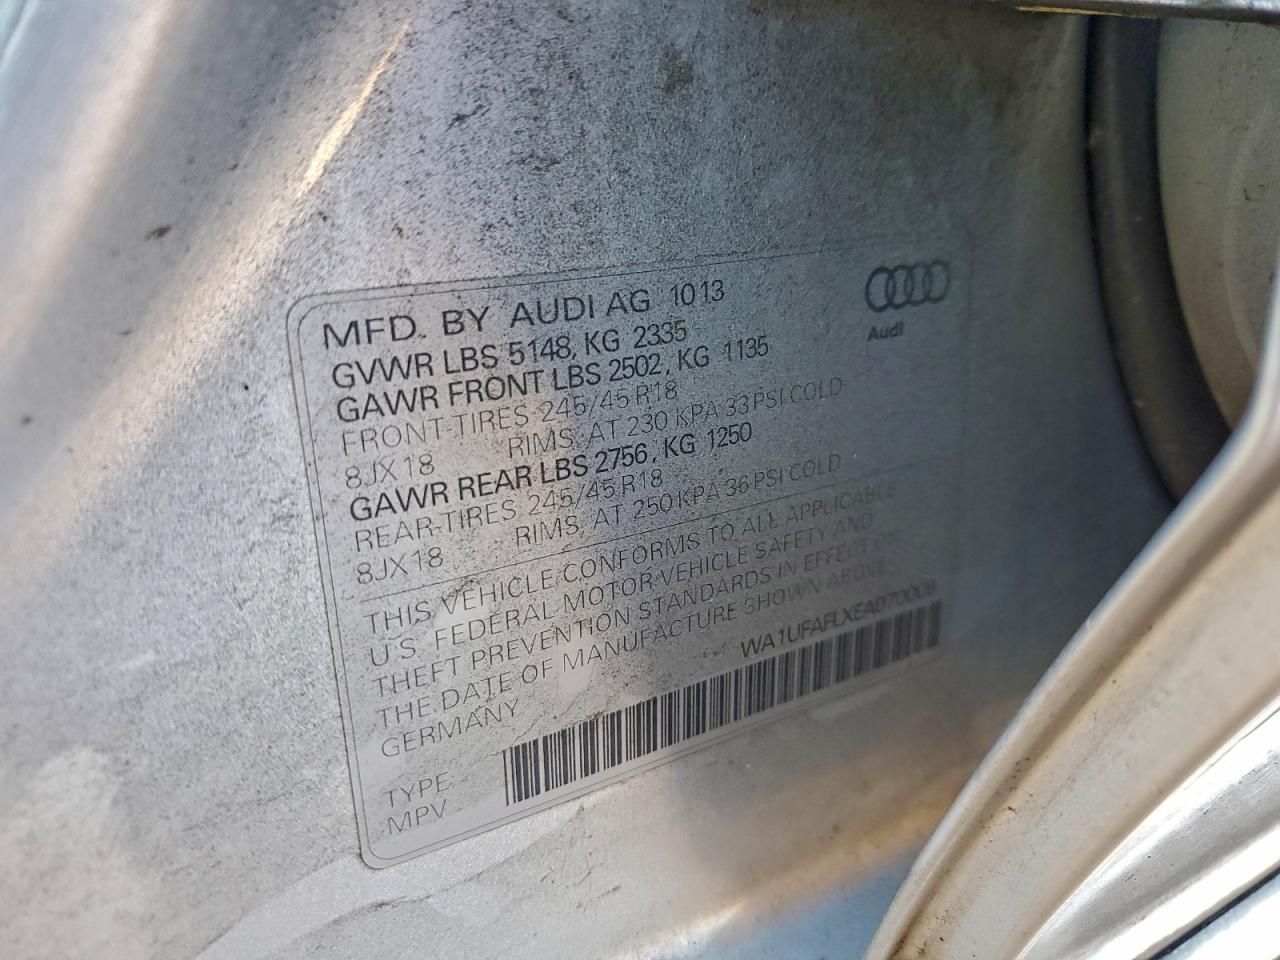 MFD. BY AUDI AG 10 13
Audi
GVWR LBS 5148, KG 2335
GAWR FRONT LBS 2502, KG 1135
FRONT-TIRES 245/45 R18
8JX18 RIMS, AT 230 KPA 33 PSI COLD
GAWR REAR LBS 2756, KG 1250
REAR-TIRES 245/45 R18
8JX18 RIMS, AT 250 KPA 36 PSI COLD
THIS VEHICLE CONFORMS TO ALL APPLICABLE
U.S. FEDERAL MOTOR VEHICLE SAFETY AND
THEFT PREVENTION STANDARDS IN EFFECT ON
THE DATE OF MANUFACTURE SHOWN ABOVE
GERMANY WA1UFAFLXEA070009
TYPE
MPV